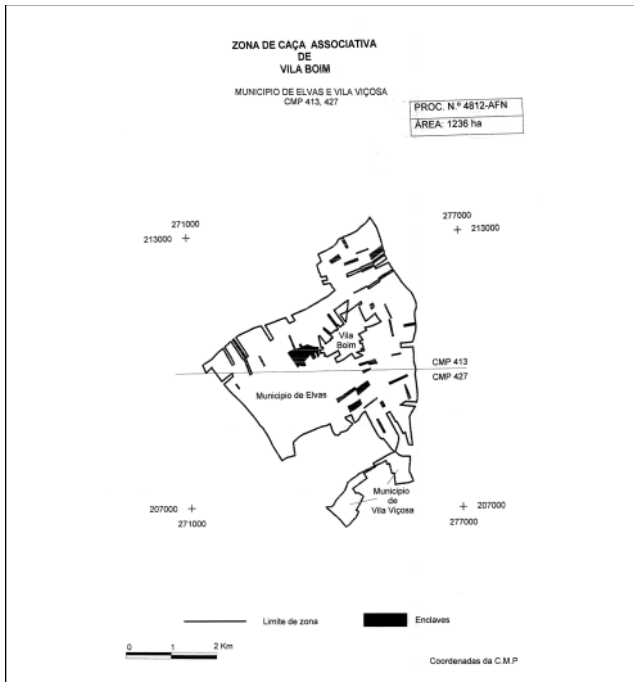 ZONA DE CAÇA ASSOCIATIVA
DE
VILA BOIM
MUNICIPIO DE ELVAS E VILA VIÇOSA
CMP 413, 427
PROC. N.º 4812-AFN
ÁREA: 1236 ha
271000
213000
277000
213000
Vila
Boim
CMP 413
CMP 427
Municipio de Elvas
Municipio
de
Vila Viçosa
207000
271000
207000
277000
Limite de zona
Enclaves
0 1 2 Km
Coordenadas da C.M.P